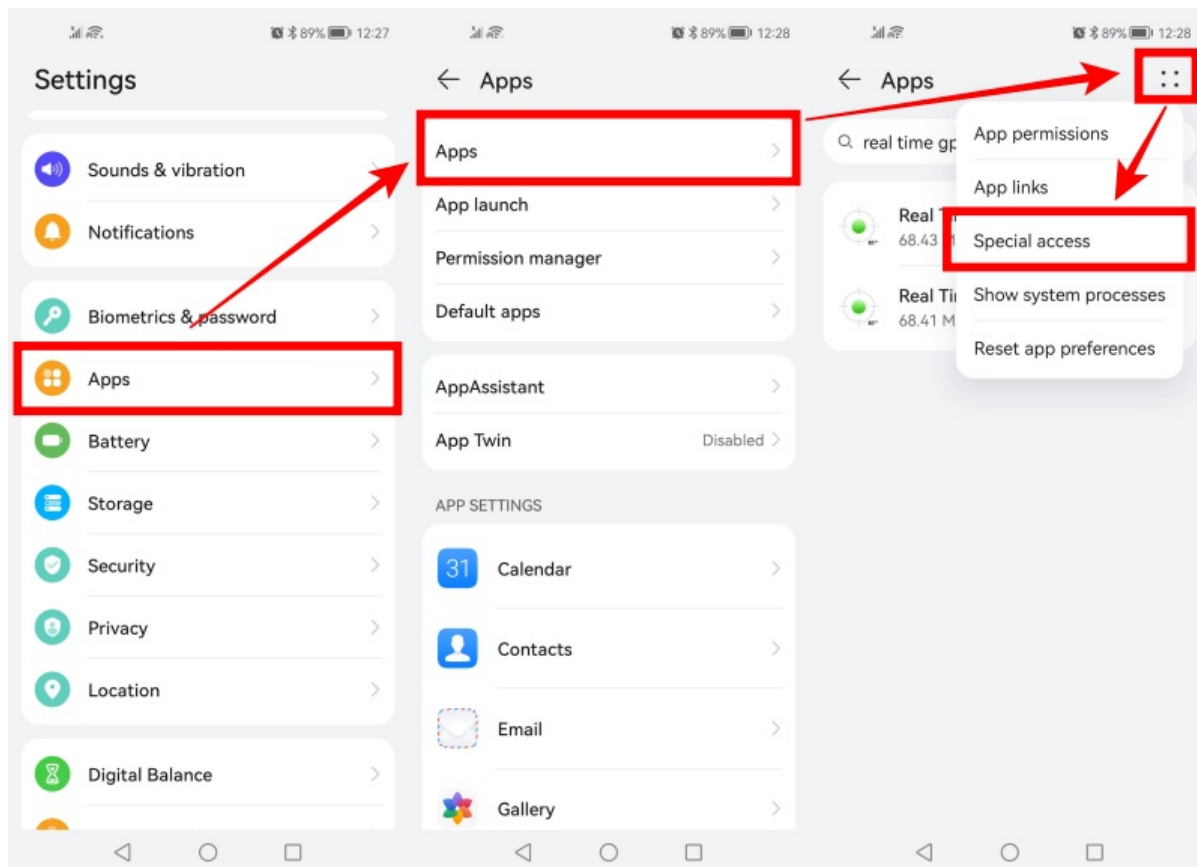 89% 12:27
Settings
Sounds & vibration
Notifications
Biometrics & password
Apps
Battery
Storage
Security
Privacy
Location
Digital Balance
89% 12:28
Apps
Apps
App launch
Permission manager
Default apps
AppAssistant
App Twin Disabled
APP SETTINGS
31 Calendar
Contacts
Email
Gallery
89% 12:28
Apps
real time gp
App permissions
App links
Real Ti
68.43 M
Special access
Real Ti
68.41 M
Show system processes
Reset app preferences